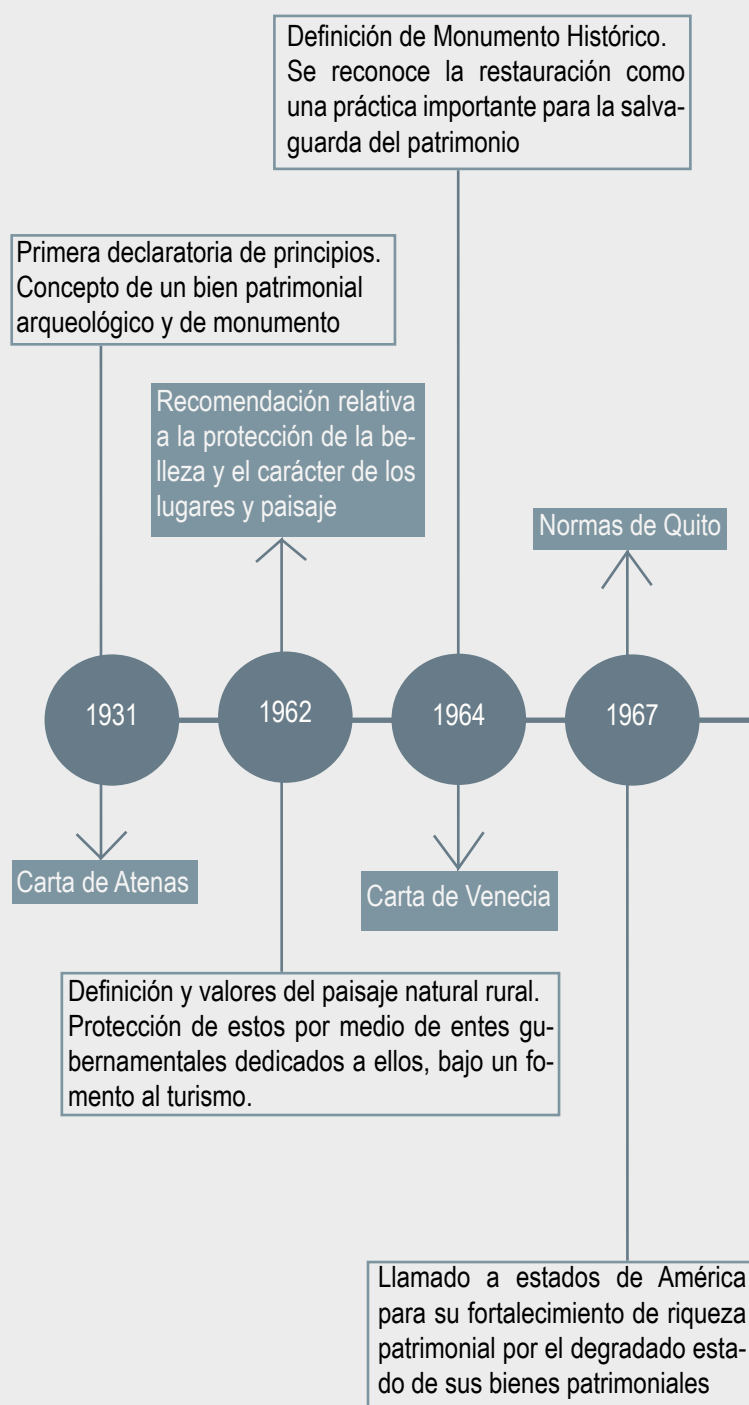 Definición de Monumento Histórico.
Se reconoce la restauración como
una práctica importante para la salva-
guarda del patrimonio
Primera declaratoria de principios.
Concepto de un bien patrimonial
arqueológico y de monumento
Recomendación relativa
a la protección de la be-
lleza y el carácter de los
lugares y paisaje
Normas de Quito
1931
1962
1964
1967
Carta de Atenas
Carta de Venecia
Definición y valores del paisaje natural rural.
Protección de estos por medio de entes gu-
bernamentales dedicados a ellos, bajo un fo-
mento al turismo.
Llamado a estados de América
para su fortalecimiento de riqueza
patrimonial por el degradado esta-
do de sus bienes patrimoniales